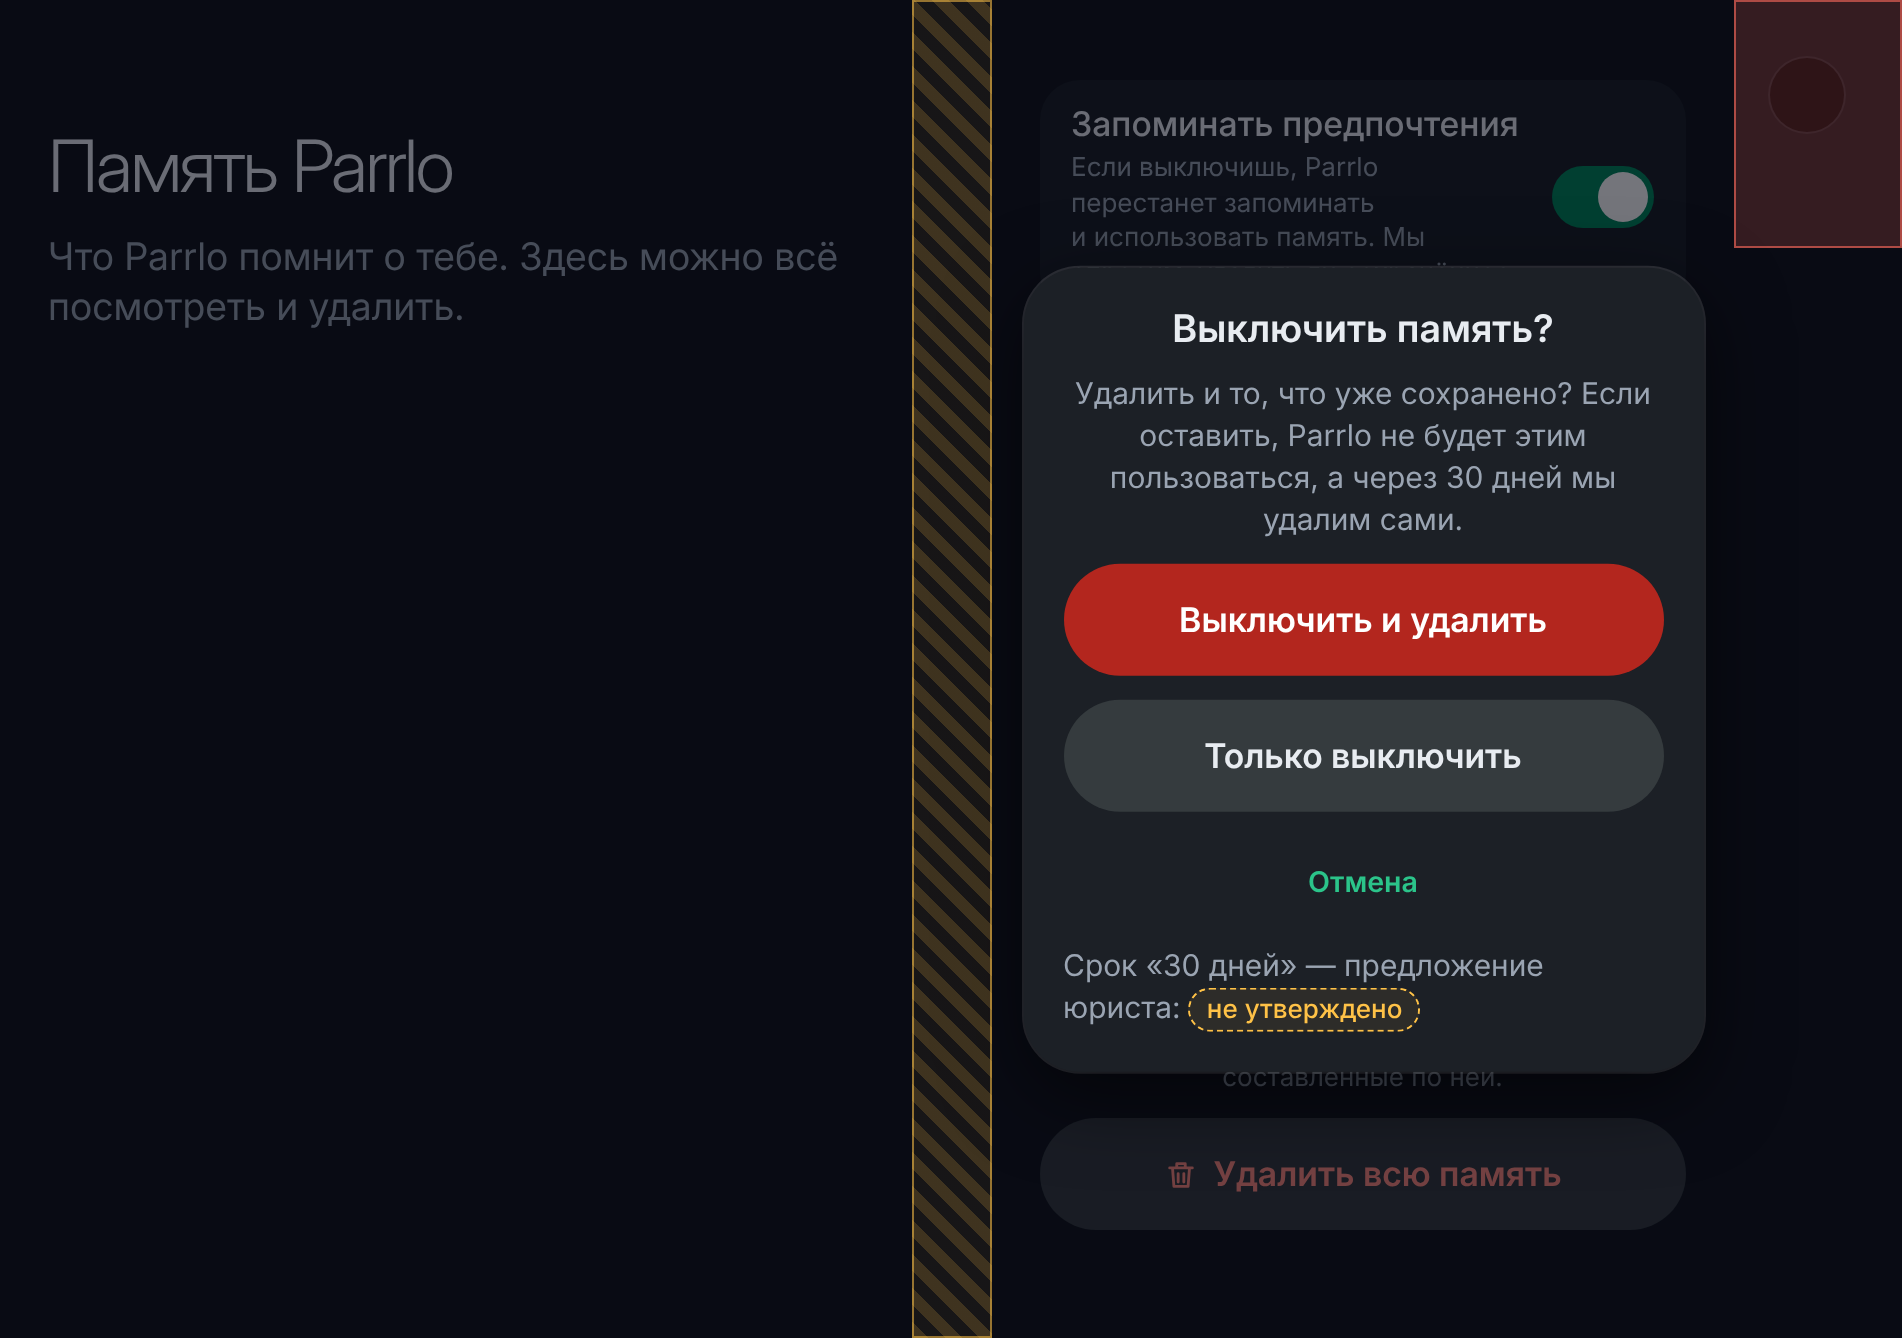 Память Parrlo
Что Parrlo помнит о тебе. Здесь можно всё
посмотреть и удалить.
Запоминать предпочтения
Если выключишь, Parrlo
перестанет запоминать
и использовать память. Мы
Выключить память?
Удалить и то, что уже сохранено? Если
оставить, Parrlo не будет этим
пользоваться, а через 30 дней мы
удалим сами.
Выключить и удалить
Только выключить
Отмена
Срок «30 дней» — предложение
юриста: не утверждено
составленные по ней.
Удалить всю память